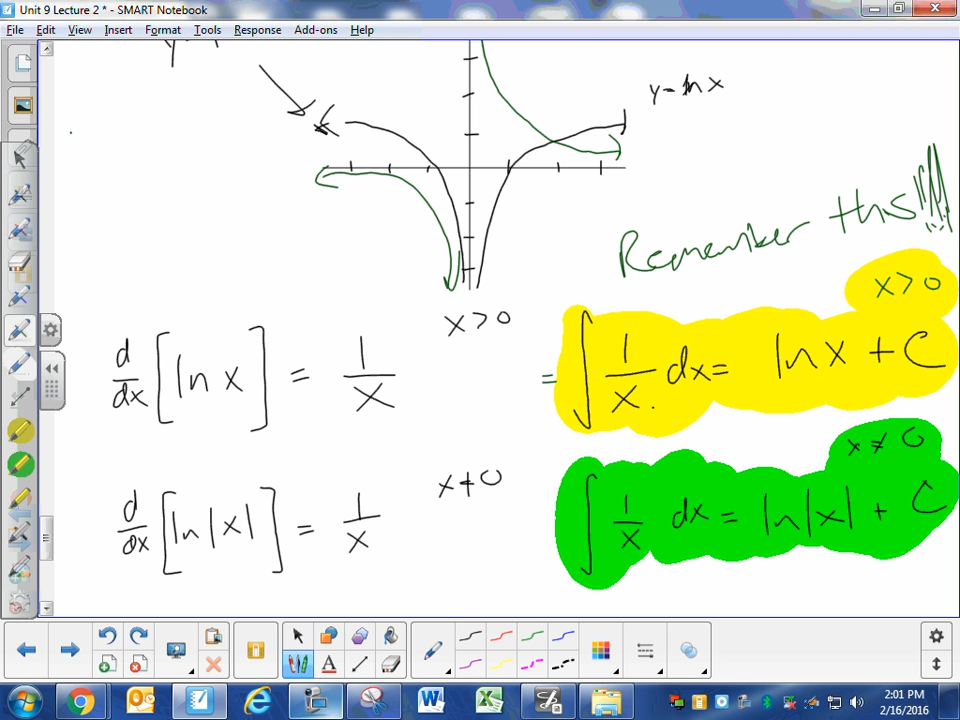 Unit 9 Lecture 2 * - SMART Notebook
File Edit View Insert Format Tools Response Add-ons Help
y = ln x
Remember this!!!!
x > 0
x > 0
d/dx [ln x] = 1/x
= ∫ 1/x dx = ln x + C
x ≠ 0
x ≠ 0
d/dx [ln|x|] = 1/x
∫ 1/x dx = ln|x| + C
A
2:01 PM
2/16/2016